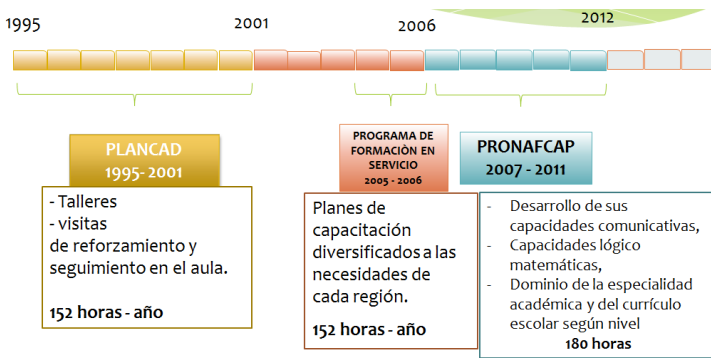 1995
2001
2006
2012
PLANCAD
1995- 2001
- Talleres
- visitas
de reforzamiento y
seguimiento en el aula.
152 horas - año
PROGRAMA DE
FORMACIÒN EN
SERVICIO
2005 - 2006
Planes de
capacitación
diversificados a las
necesidades de
cada región.
152 horas - año
PRONAFCAP
2007 - 2011
- Desarrollo de sus
capacidades comunicativas,
- Capacidades lógico
matemáticas,
- Dominio de la especialidad
académica y del currículo
escolar según nivel
180 horas